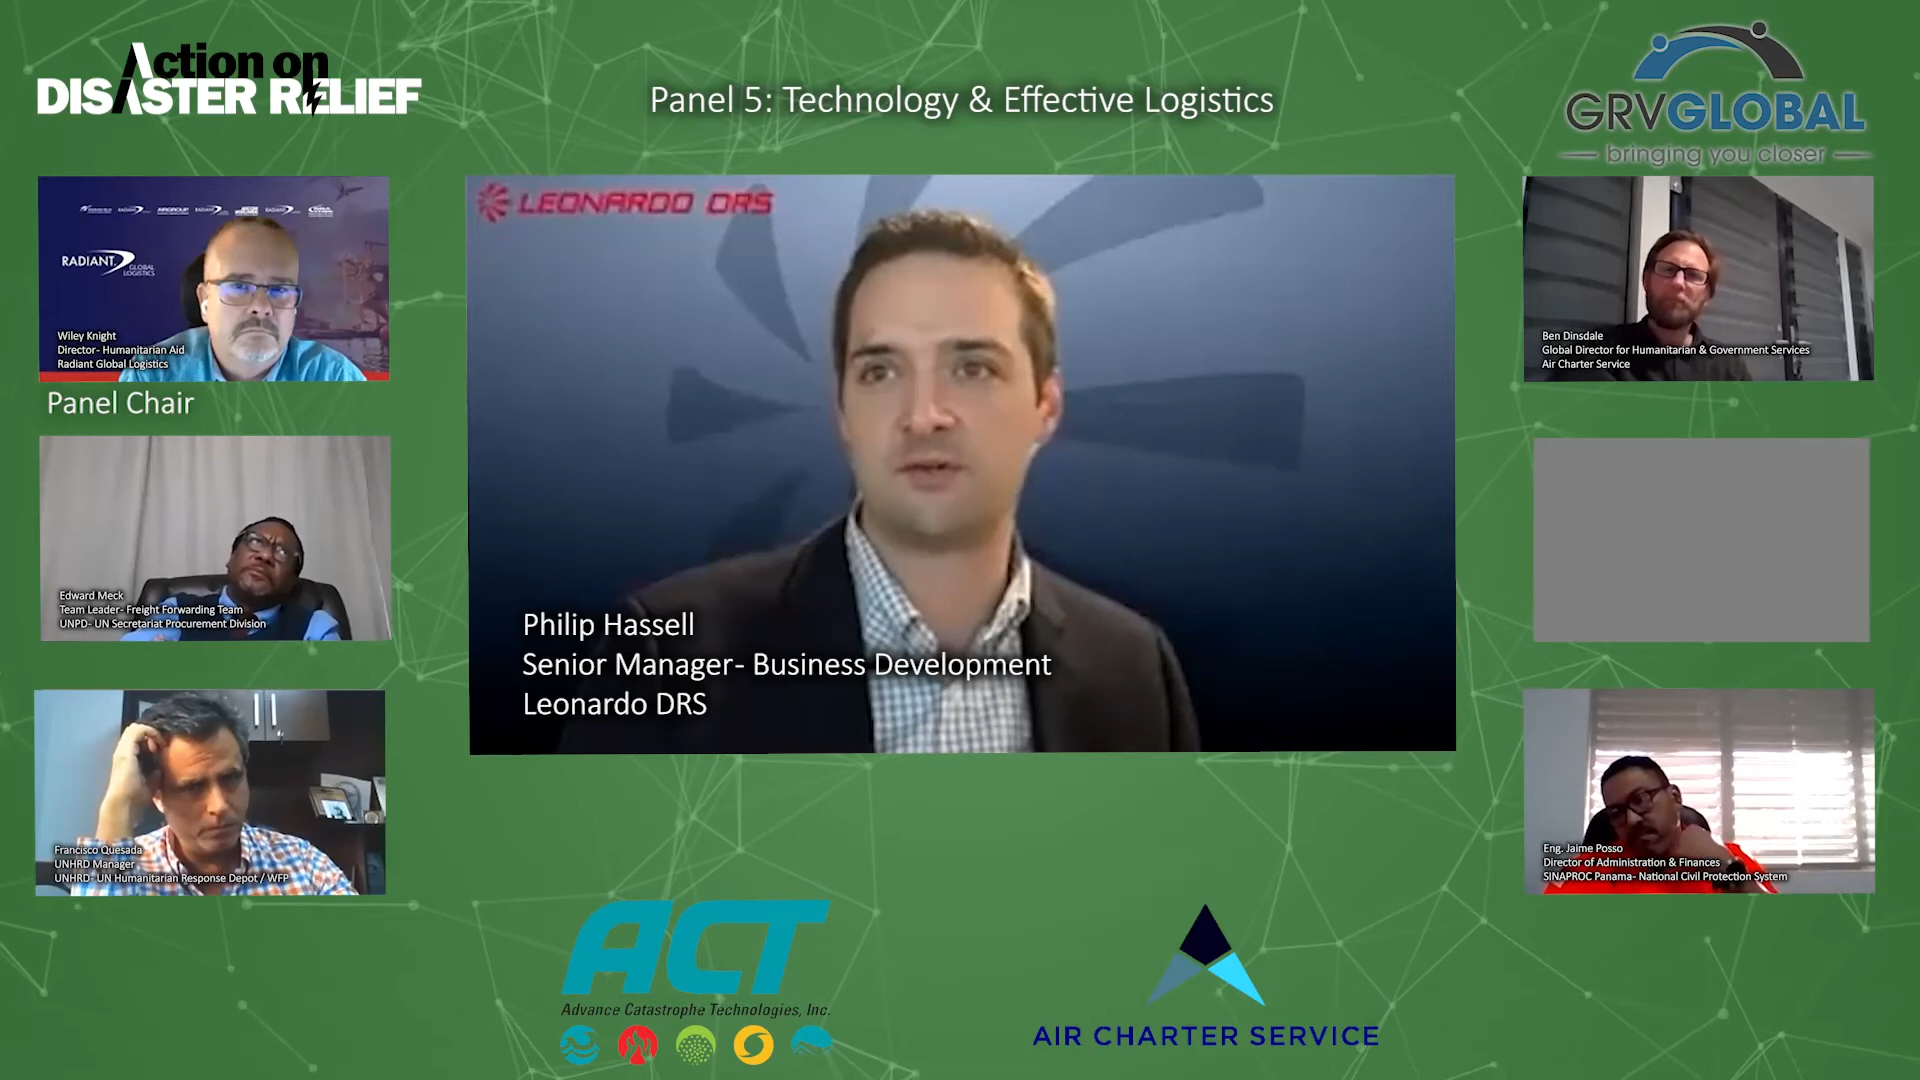 Action on
DISASTER RELIEF
Panel 5: Technology & Effective Logistics
GRVGLOBAL
bringing you closer
RADIANT
GLOBAL
LOGISTICS
Wiley Knight
Director- Humanitarian Aid
Radiant Global Logistics
Panel Chair
LEONARDO DRS
Philip Hassell
Senior Manager- Business Development
Leonardo DRS
Ben Dinsdale
Global Director for Humanitarian & Government Services
Air Charter Service
Edward Meck
Team Leader- Freight Forwarding Team
UNPD- UN Secretariat Procurement Division
Francisco Quesada
UNHRD Manager
UNHRD- UN Humanitarian Response Depot / WFP
Eng. Jaime Posso
Director of Administration & Finances
SINAPROC Panama- National Civil Protection System
ACT
Advance Catastrophe Technologies, Inc.
AIR CHARTER SERVICE